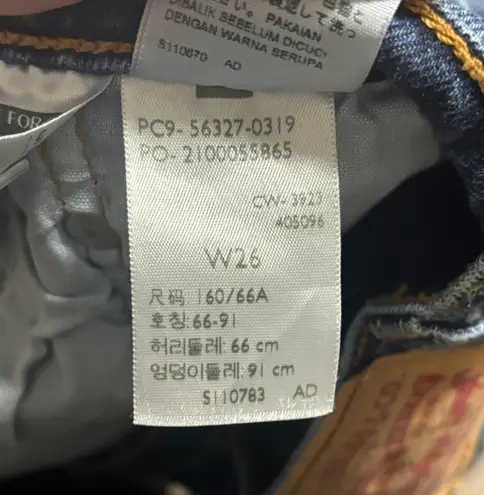 DIBALIK SEBELUM DICUCI
DENGAN WARNA SERUPA
S110870 AD
FOR
PC9- 56327-0319
PO- 2100055865
CW- 3923
405096
W26
尺码 160/66A
호칭: 66-91
허리둘레: 66 cm
엉덩이둘레: 91 cm
S110783 AD